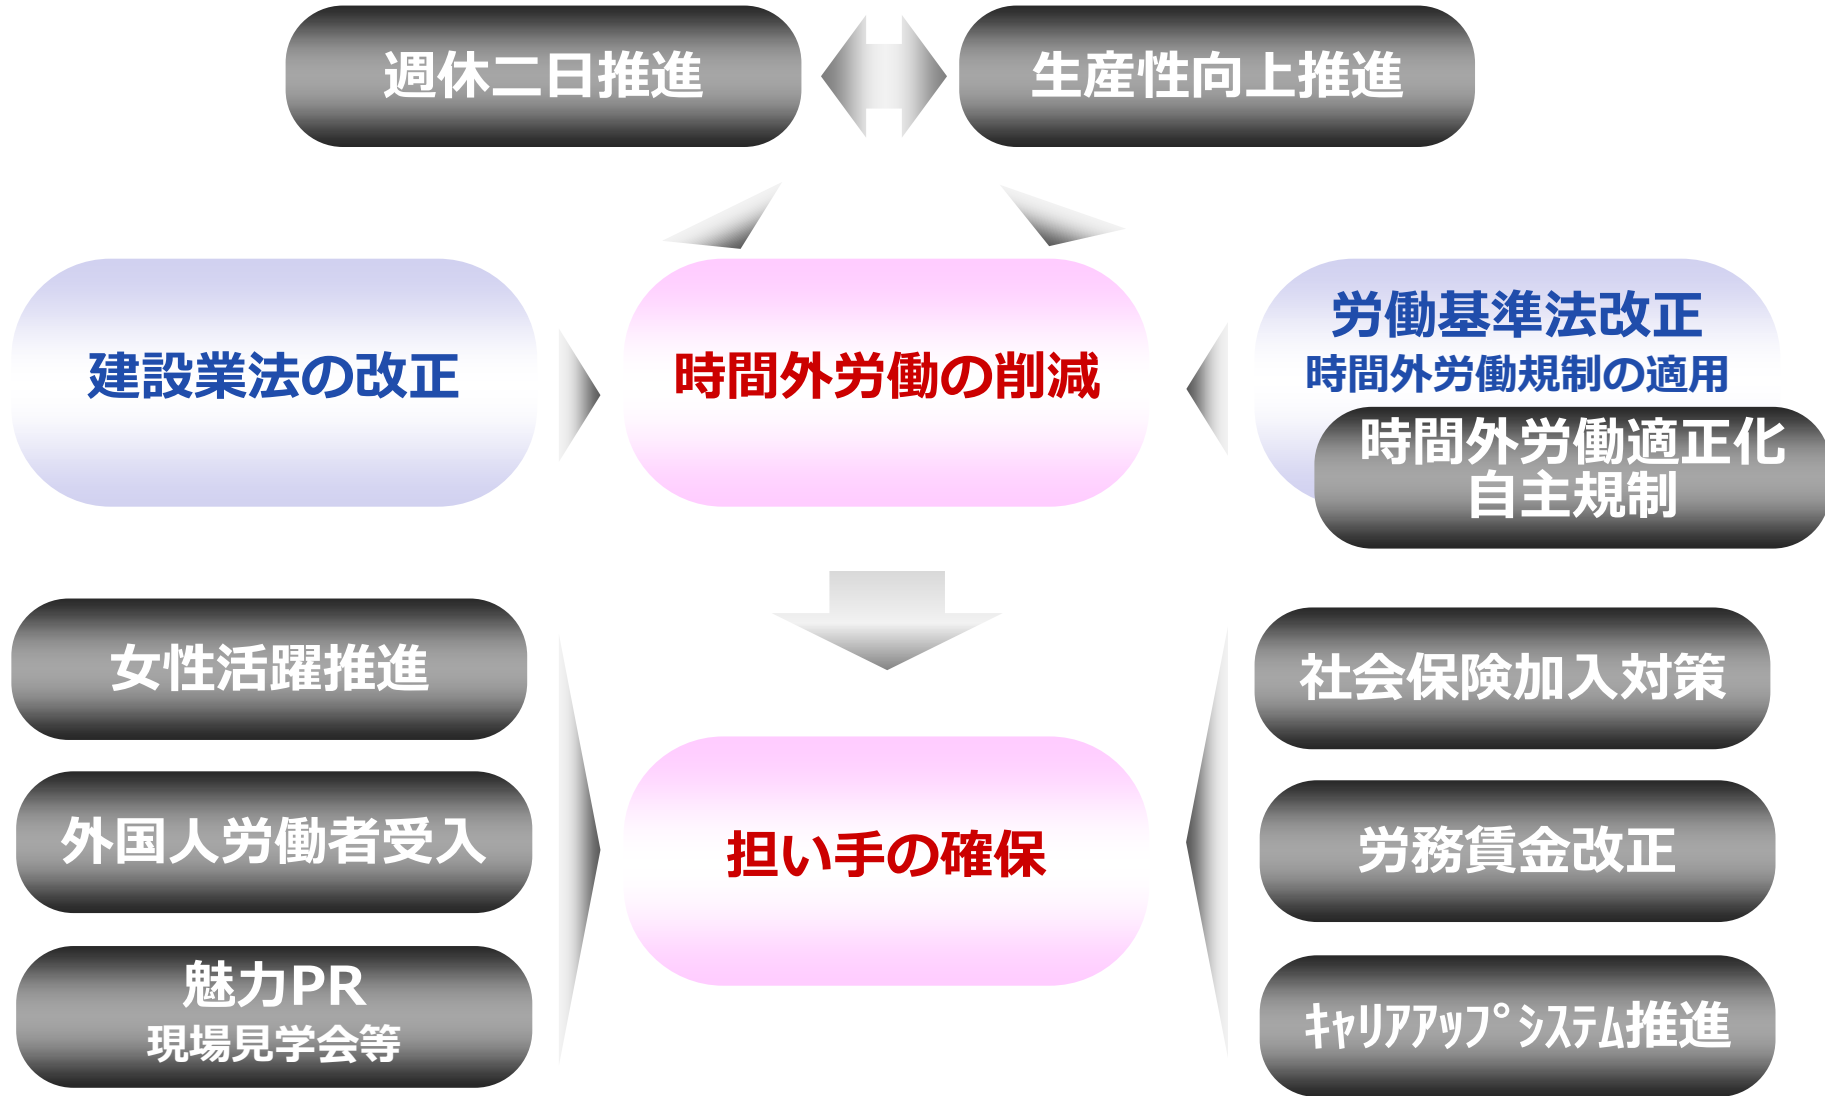 週休二日推進
生産性向上推進
建設業法の改正
時間外労働の削減
労働基準法改正
時間外労働規制の適用
時間外労働適正化
自主規制
女性活躍推進
外国人労働者受入
魅力PR
現場見学会等
担い手の確保
社会保険加入対策
労務賃金改正
ｷｬﾘｱｱｯﾌﾟｼｽﾃﾑ推進